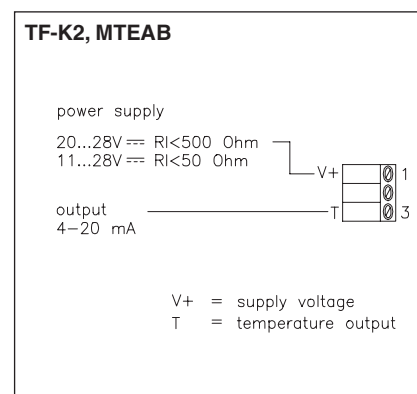 TF-K2, MTEAB
power supply
20...28V⎓ RI<500 Ohm
11...28V⎓ RI<50 Ohm
V+ 1
output T 3
4–20 mA
V+ = supply voltage
T = temperature output